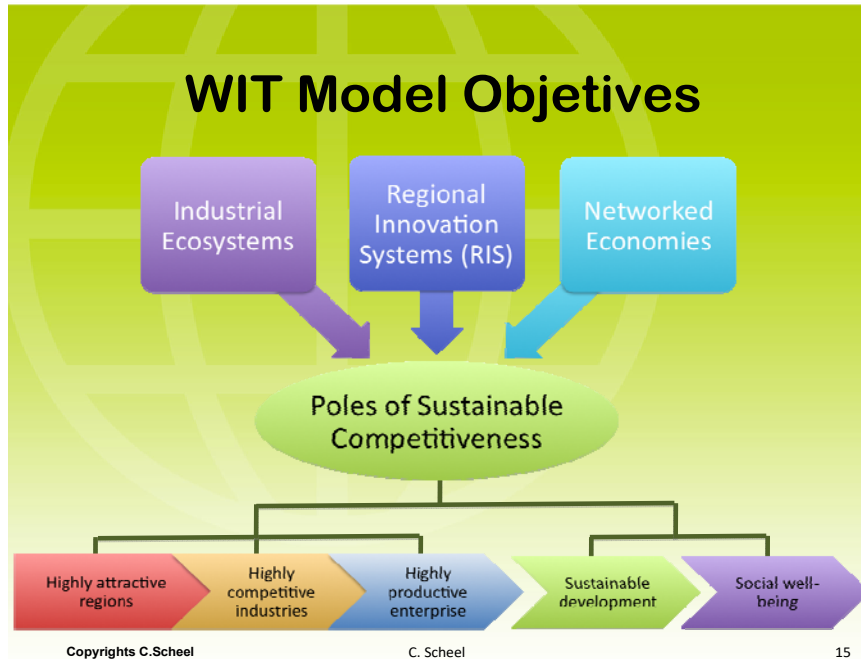 WIT Model Objetives
Industrial
Ecosystems
Regional
Innovation
Systems (RIS)
Networked
Economies
Poles of Sustainable
Competitiveness
Highly attractive
regions
Highly
competitive
industries
Highly
productive
enterprise
Sustainable
development
Social well-
being
Copyrights C.Scheel
C. Scheel
15